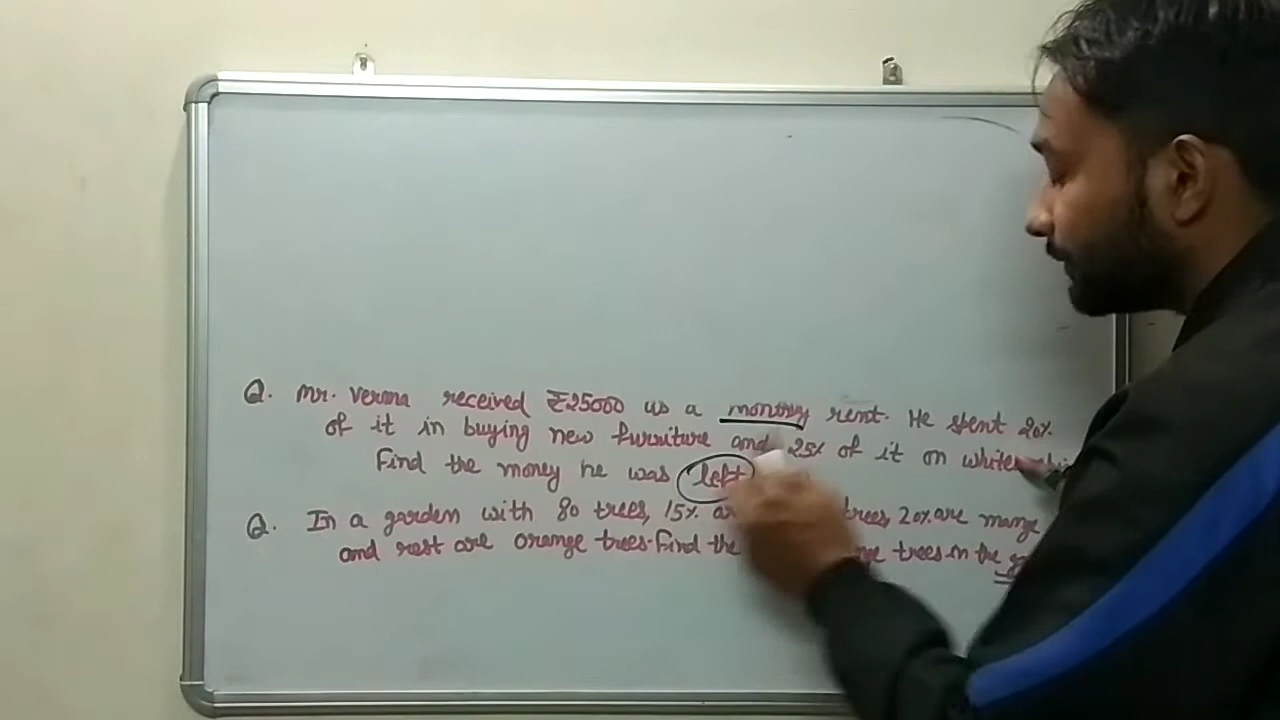 Q. Mr. Verma received ₹25000 as a monthly rent. He spent 20%
of it in buying new furniture and 25% of it on white
Find the money he was left
Q. In a garden with 80 trees, 15% are trees, 20% are mango
and rest are orange trees. Find the trees in the